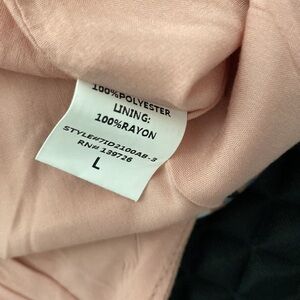 100%POLYESTER
LINING:
100%RAYON
STYLE#7ID2100AB-3
RN# 139726
L